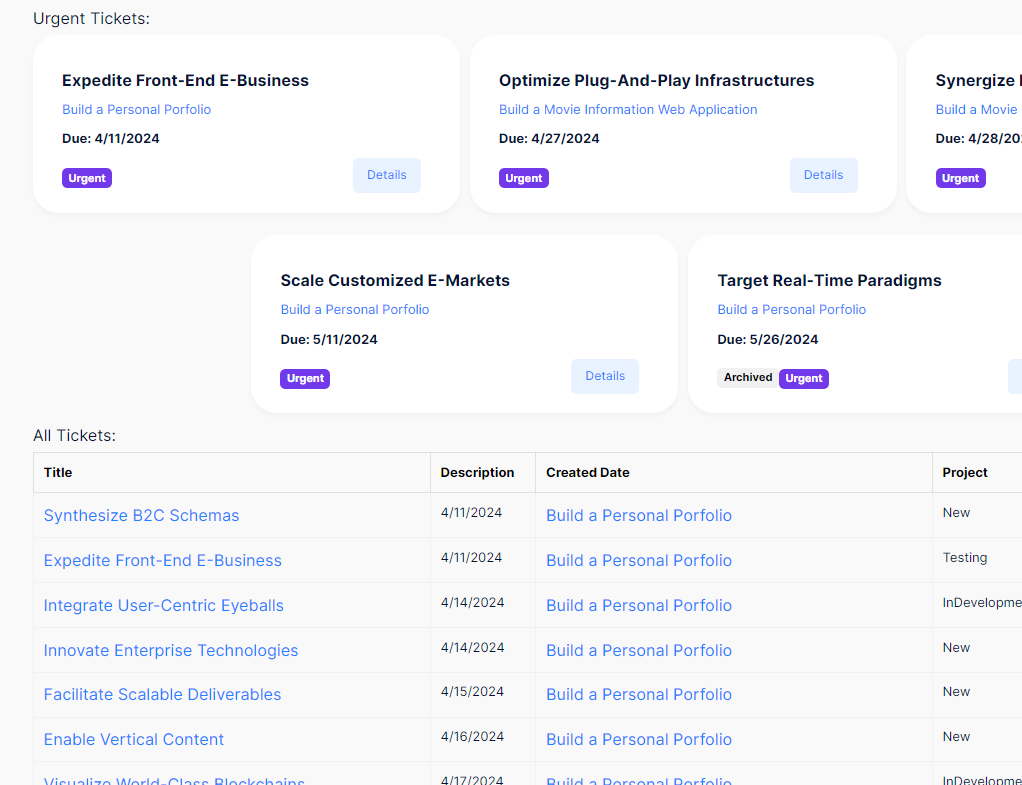 Urgent Tickets:
Expedite Front-End E-Business
Build a Personal Porfolio
Due: 4/11/2024
Urgent
Details
Optimize Plug-And-Play Infrastructures
Build a Movie Information Web Application
Due: 4/27/2024
Urgent
Details
Synergize
Build a Movie
Due: 4/28/20
Urgent
Scale Customized E-Markets
Build a Personal Porfolio
Due: 5/11/2024
Urgent
Details
Target Real-Time Paradigms
Build a Personal Porfolio
Due: 5/26/2024
Archived Urgent
All Tickets:
Title Description Created Date Project
Synthesize B2C Schemas 4/11/2024 Build a Personal Porfolio New
Expedite Front-End E-Business 4/11/2024 Build a Personal Porfolio Testing
Integrate User-Centric Eyeballs 4/14/2024 Build a Personal Porfolio InDevelopme
Innovate Enterprise Technologies 4/14/2024 Build a Personal Porfolio New
Facilitate Scalable Deliverables 4/15/2024 Build a Personal Porfolio New
Enable Vertical Content 4/16/2024 Build a Personal Porfolio New
Visualize World-Class Blockchains 4/17/2024 Build a Personal Porfolio InDevelopme